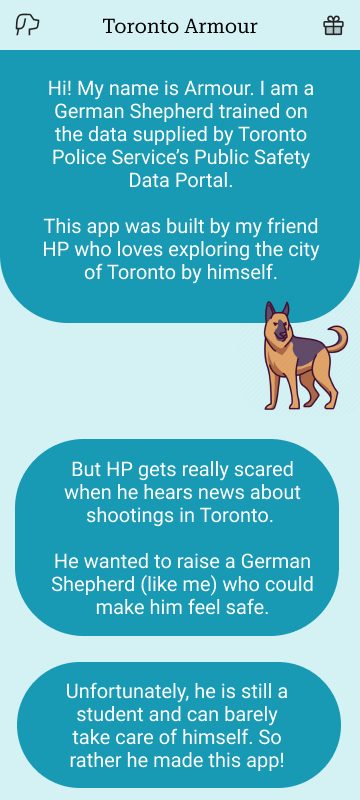 Toronto Armour
Hi! My name is Armour. I am a
German Shepherd trained on
the data supplied by Toronto
Police Service’s Public Safety
Data Portal.
This app was built by my friend
HP who loves exploring the city
of Toronto by himself.
But HP gets really scared
when he hears news about
shootings in Toronto.
He wanted to raise a German
Shepherd (like me) who could
make him feel safe.
Unfortunately, he is still a
student and can barely
take care of himself. So
rather he made this app!